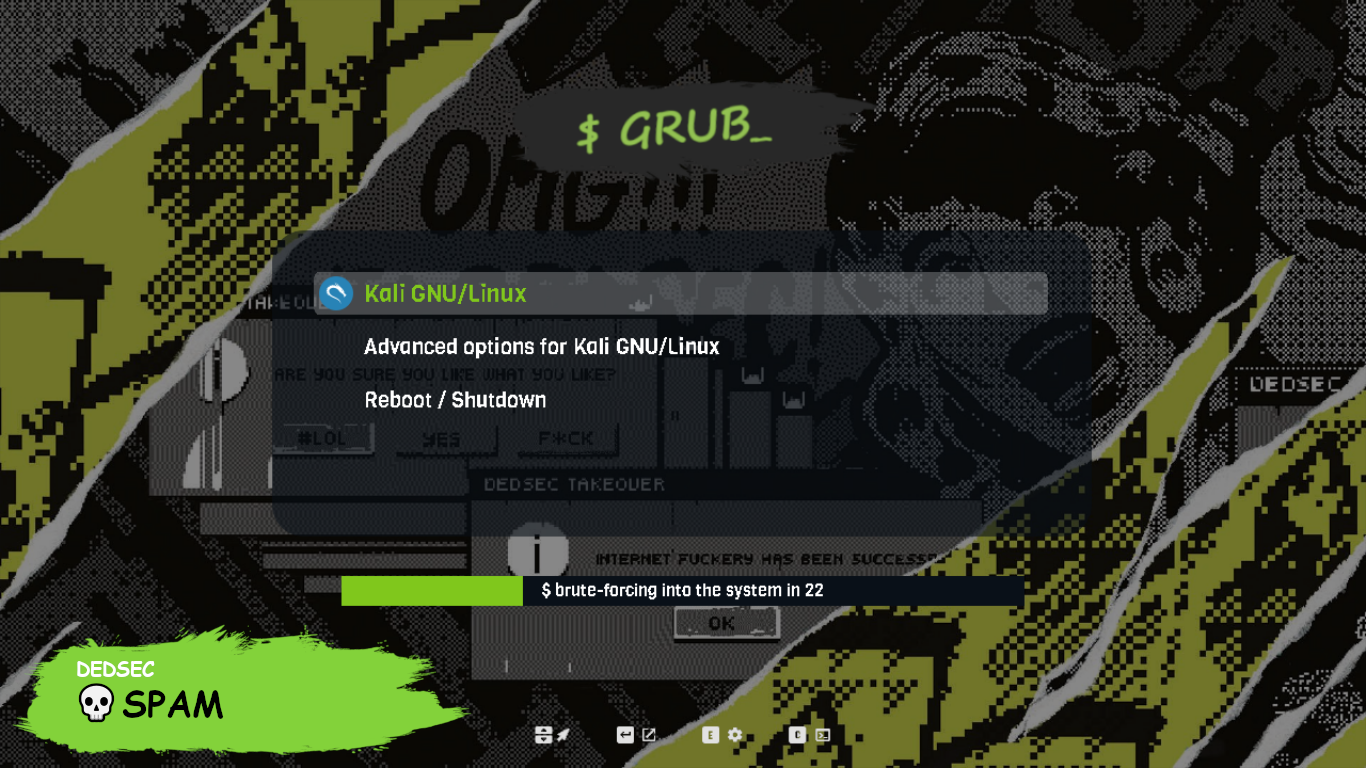 $ GRUB_
OMG!!!
Kali GNU/Linux
Advanced options for Kali GNU/Linux
ARE YOU SURE YOU LIKE WHAT YOU LIKE?
DEDSEC
Reboot / Shutdown
#LOL YES F*CK
DEDSEC TAKEOVER
INTERNET FUCKERY HAS BEEN
$ brute-forcing into the system in 22
OK
DEDSEC
SPAM
E C